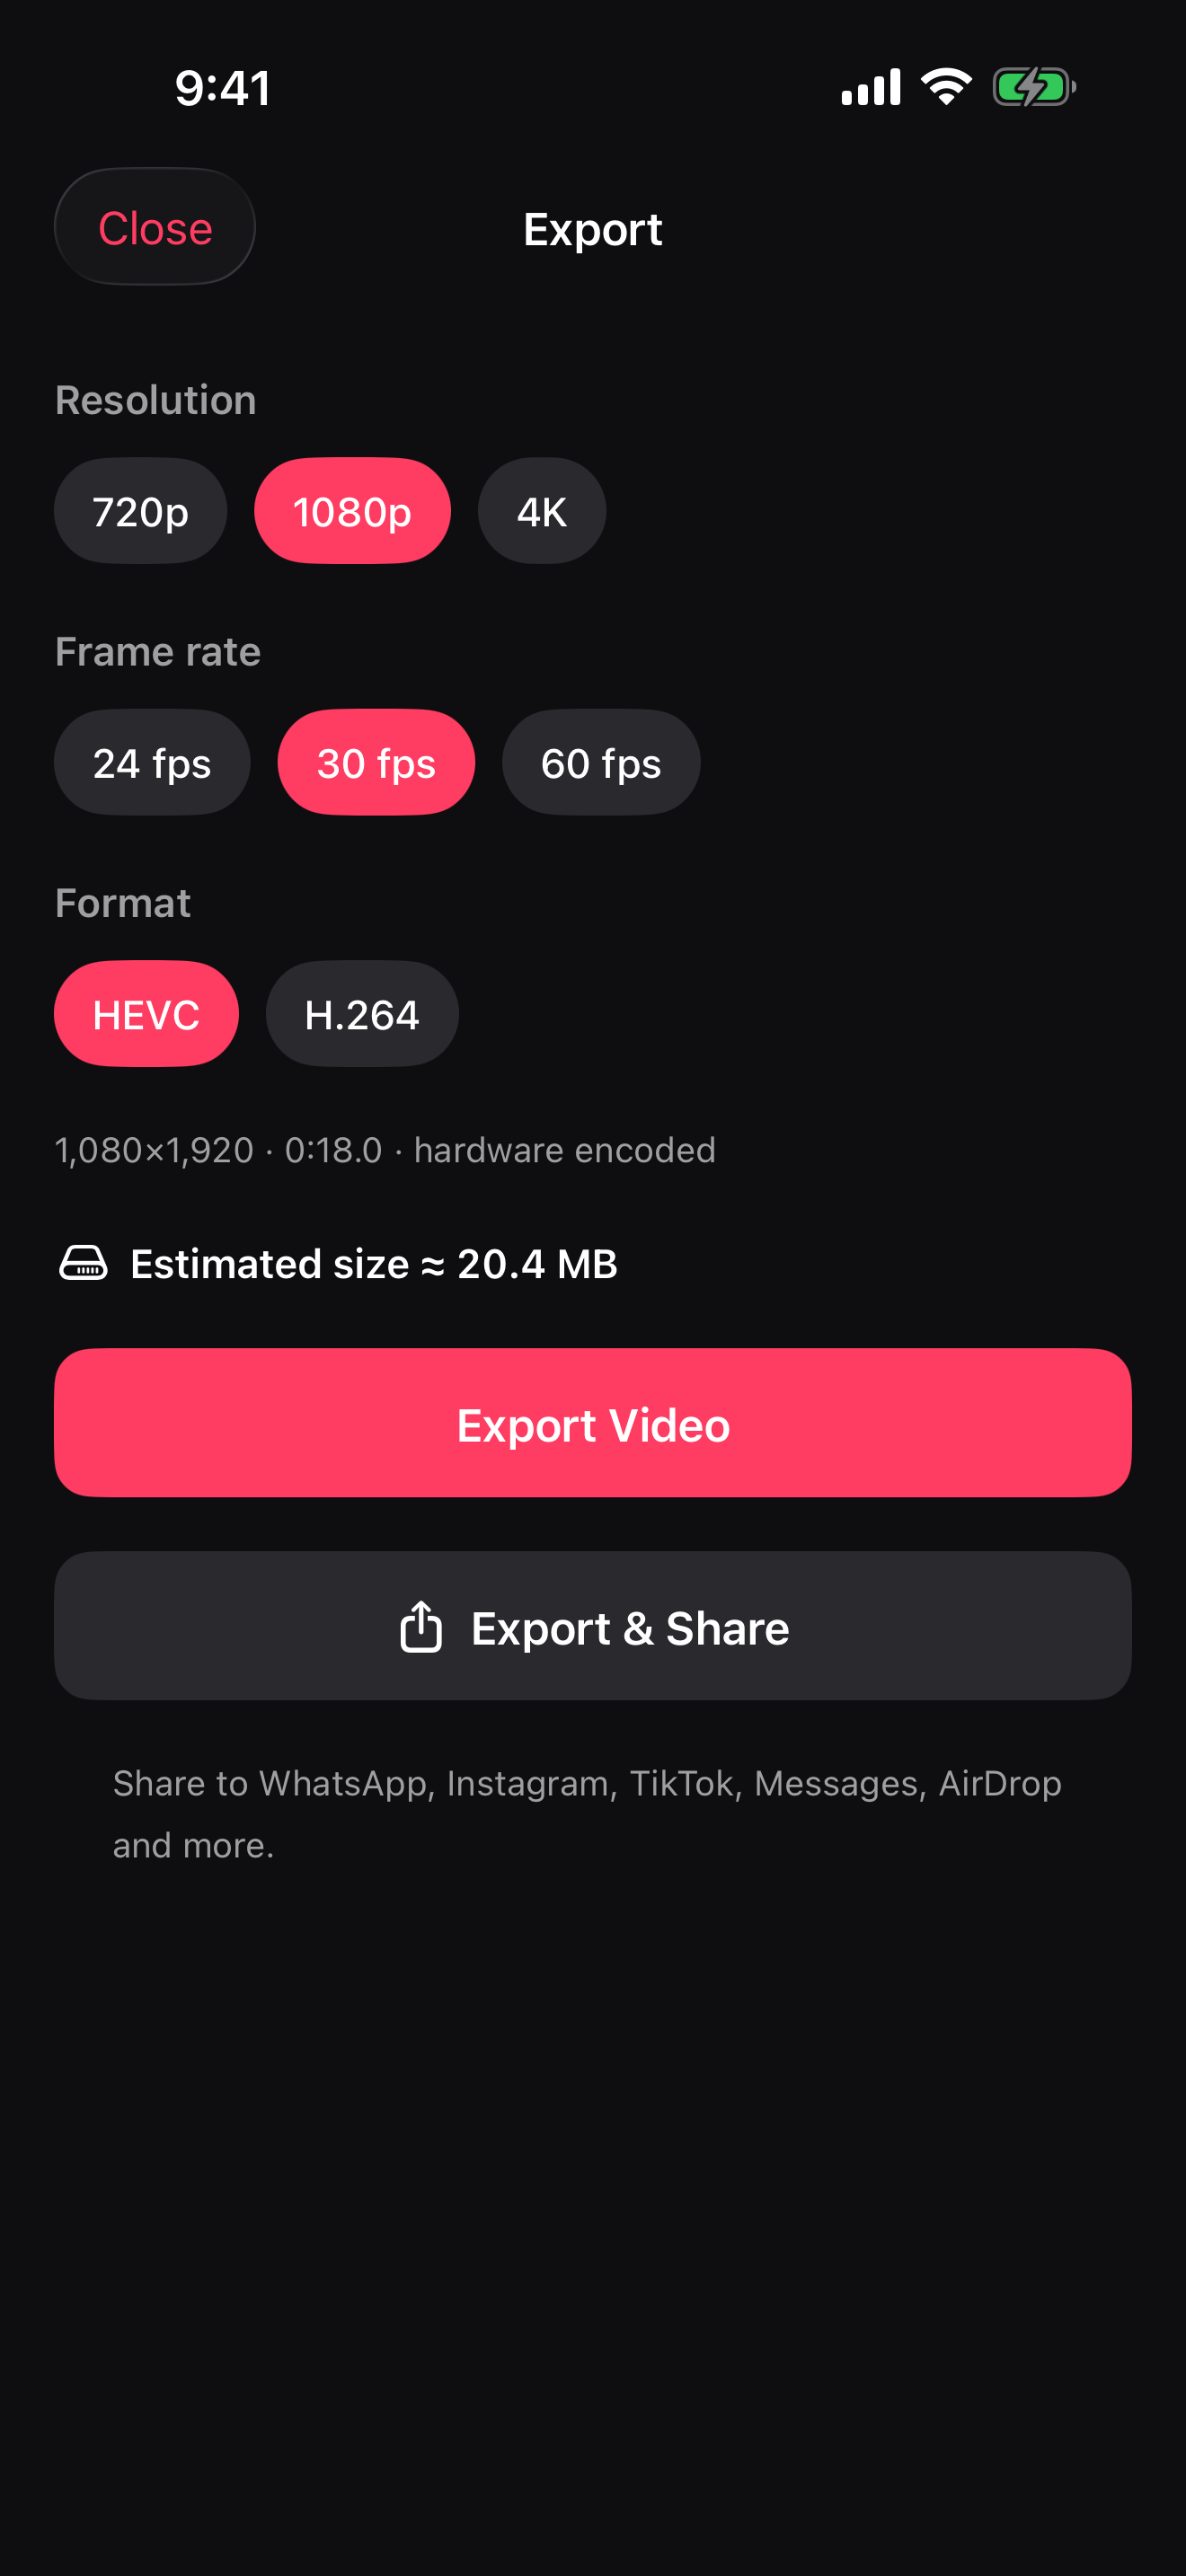 9:41
Close
Export
Resolution
720p 1080p 4K
Frame rate
24 fps 30 fps 60 fps
Format
HEVC H.264
1,080×1,920 · 0:18.0 · hardware encoded
Estimated size ≈ 20.4 MB
Export Video
Export & Share
Share to WhatsApp, Instagram, TikTok, Messages, AirDrop
and more.